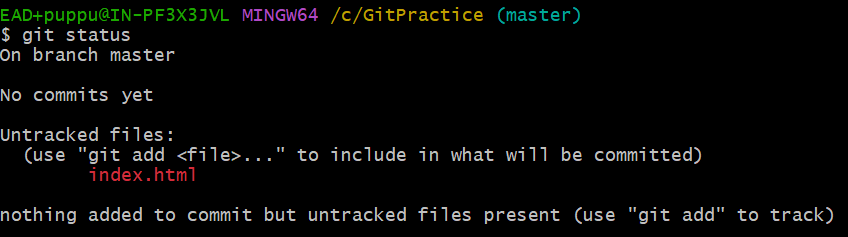 EAD+puppu@IN-PF3X3JVL MINGW64 /c/GitPractice (master)
$ git status
On branch master
No commits yet
Untracked files:
(use "git add <file>..." to include in what will be committed)
index.html
nothing added to commit but untracked files present (use "git add" to track)